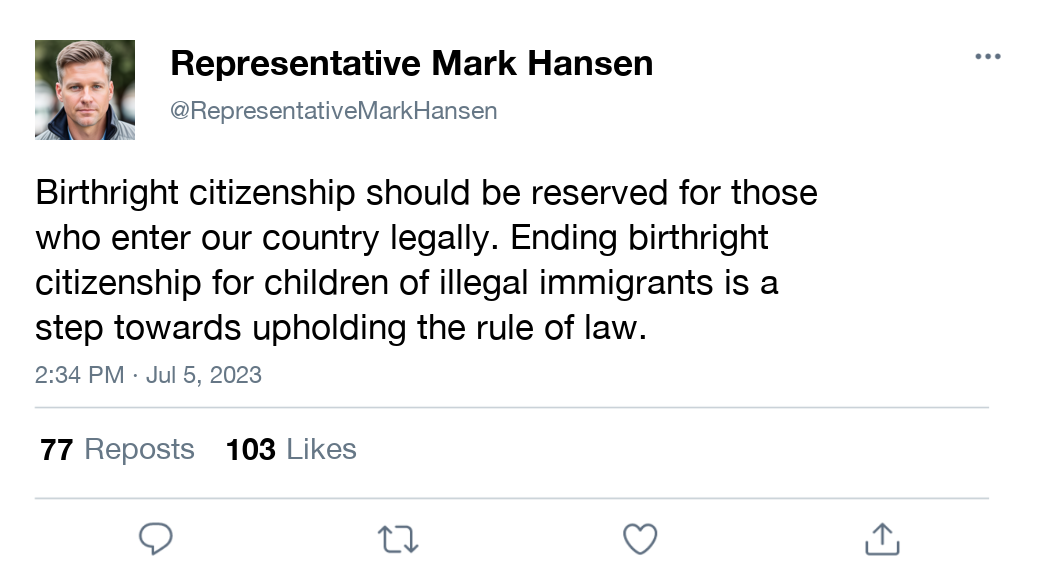 Representative Mark Hansen
@RepresentativeMarkHansen
Birthright citizenship should be reserved for those
who enter our country legally. Ending birthright
citizenship for children of illegal immigrants is a
step towards upholding the rule of law.
2:34 PM · Jul 5, 2023
77 Reposts 103 Likes